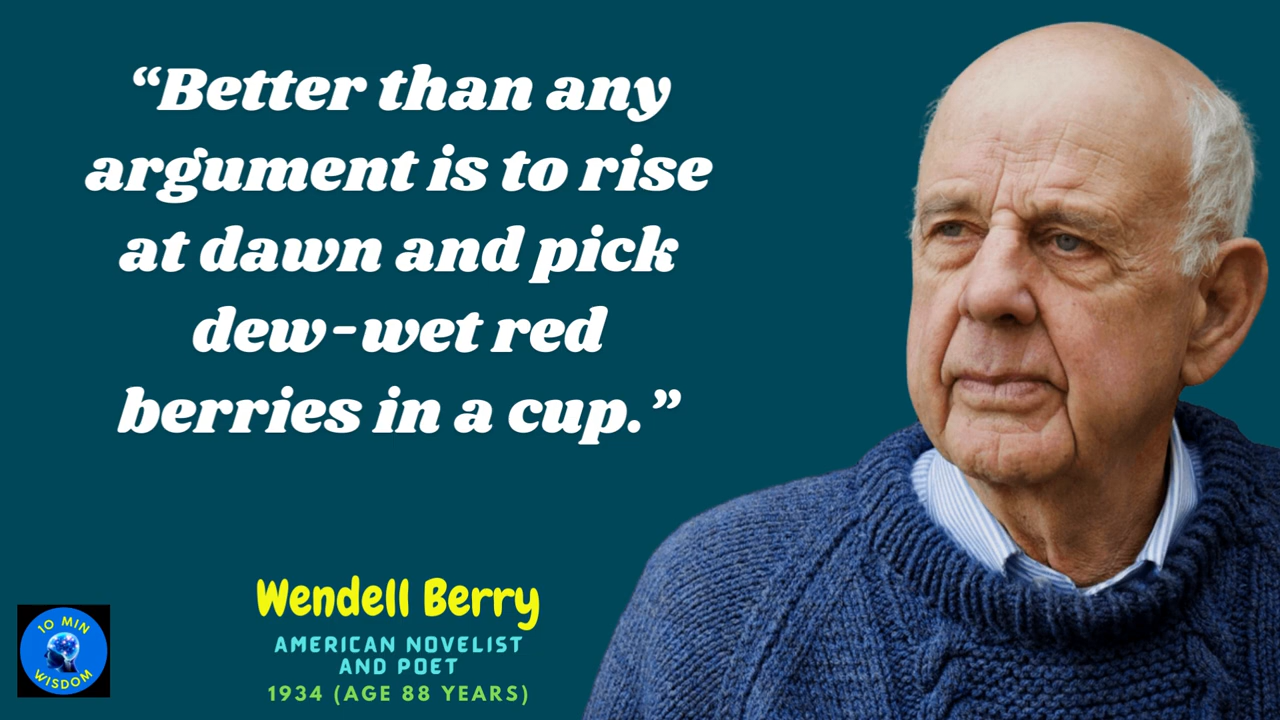 “Better than any
argument is to rise
at dawn and pick
dew-wet red
berries in a cup.”
Wendell Berry
AMERICAN NOVELIST
AND POET
1934 (AGE 88 YEARS)
10 MIN
WISDOM